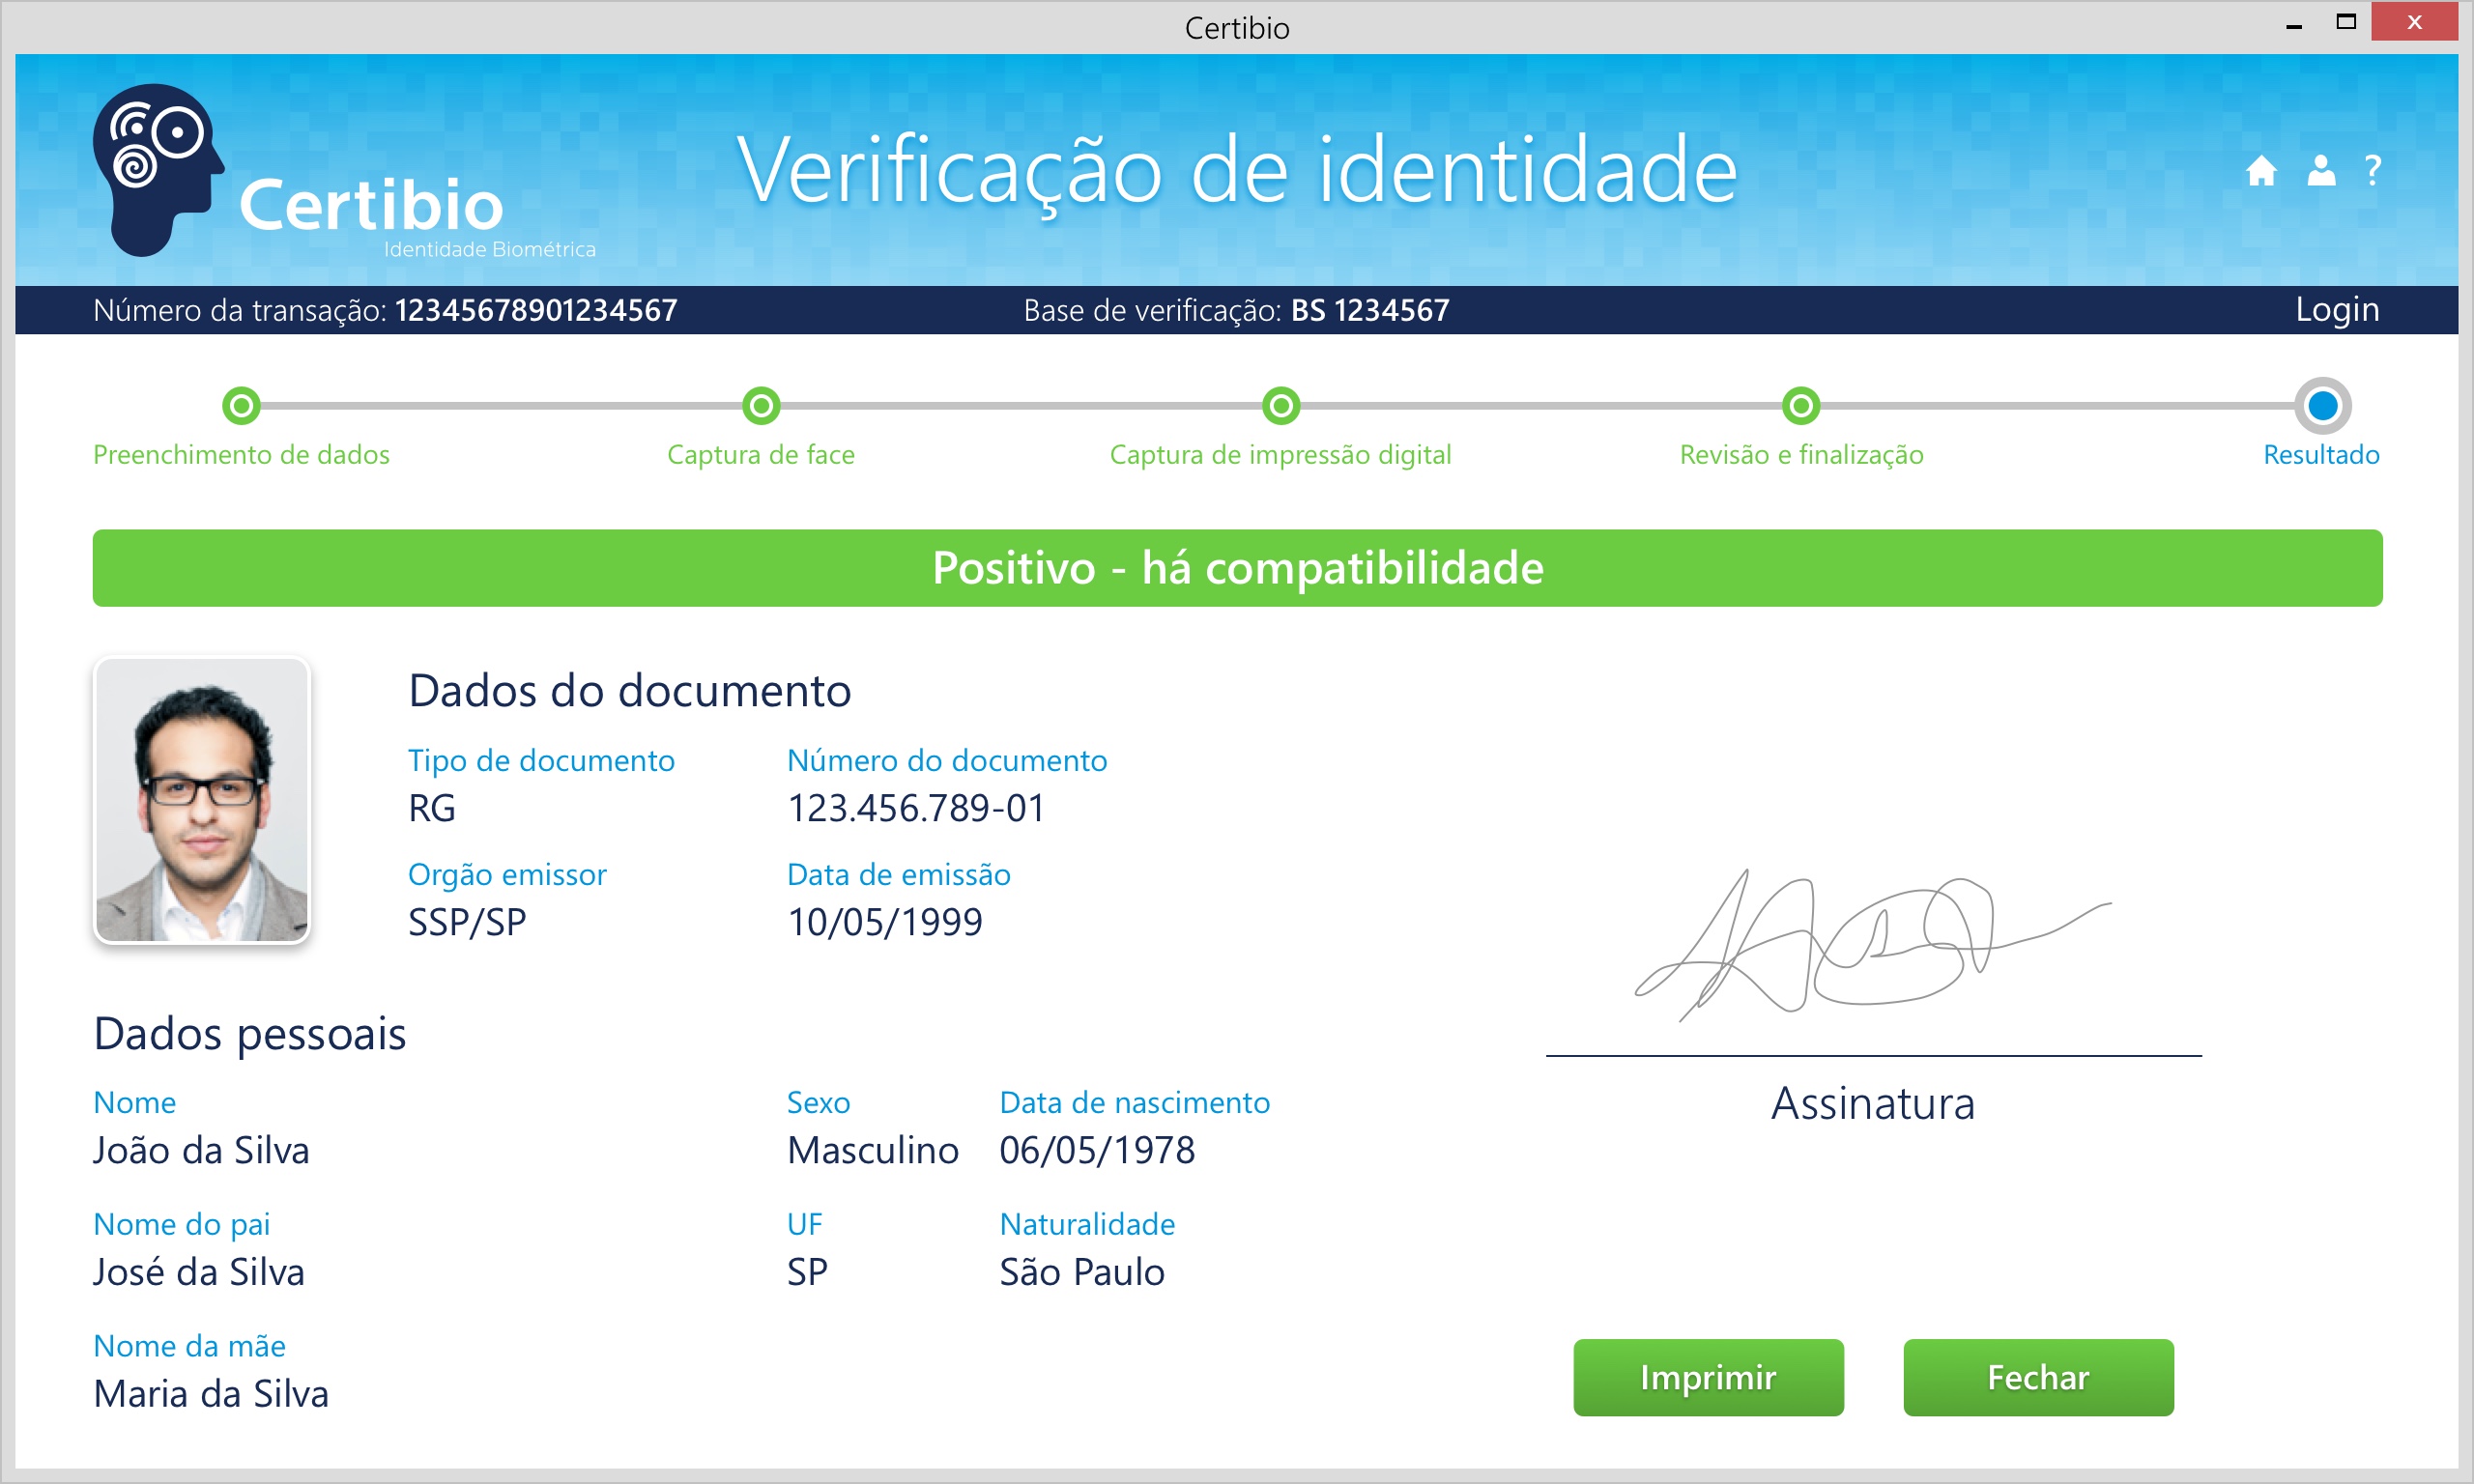 Certibio
Certibio
Identidade Biométrica
Verificação de identidade
?
Número da transação: 12345678901234567
Base de verificação: BS 1234567
Login
Preenchimento de dados
Captura de face
Captura de impressão digital
Revisão e finalização
Resultado
Positivo - há compatibilidade
Dados do documento
Tipo de documento
RG
Número do documento
123.456.789-01
Orgão emissor
SSP/SP
Data de emissão
10/05/1999
Dados pessoais
Nome
João da Silva
Sexo
Masculino
Data de nascimento
06/05/1978
Nome do pai
José da Silva
UF
SP
Naturalidade
São Paulo
Nome da mãe
Maria da Silva
Assinatura
Imprimir
Fechar